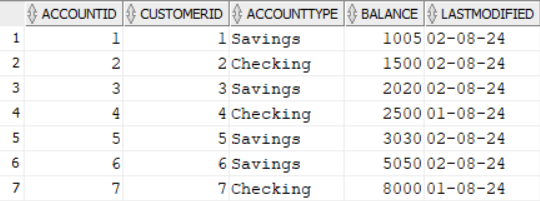 ACCOUNTID CUSTOMERID ACCOUNTTYPE BALANCE LASTMODIFIED
1 1 1 Savings 1005 02-08-24
2 2 2 Checking 1500 02-08-24
3 3 3 Savings 2020 02-08-24
4 4 4 Checking 2500 01-08-24
5 5 5 Savings 3030 02-08-24
6 6 6 Savings 5050 02-08-24
7 7 7 Checking 8000 01-08-24